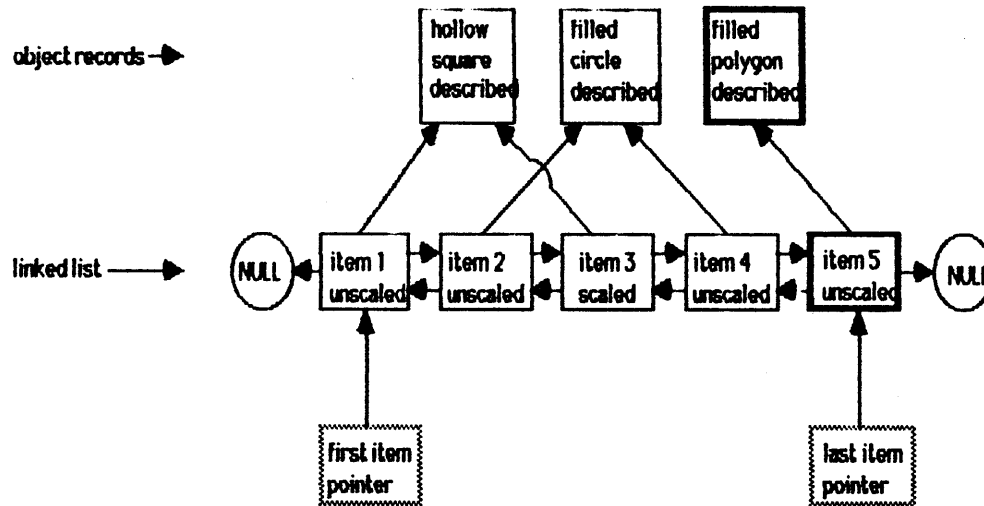 object records
hollow
square
described
filled
circle
described
filled
polygon
described
linked list
NULL
item 1
unscaled
item 2
unscaled
item 3
scaled
item 4
unscaled
item 5
unscaled
NULL
first item
pointer
last item
pointer